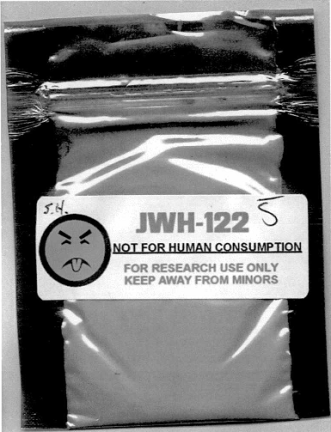 J.H.
JWH-122 5
NOT FOR HUMAN CONSUMPTION
FOR RESEARCH USE ONLY
KEEP AWAY FROM MINORS